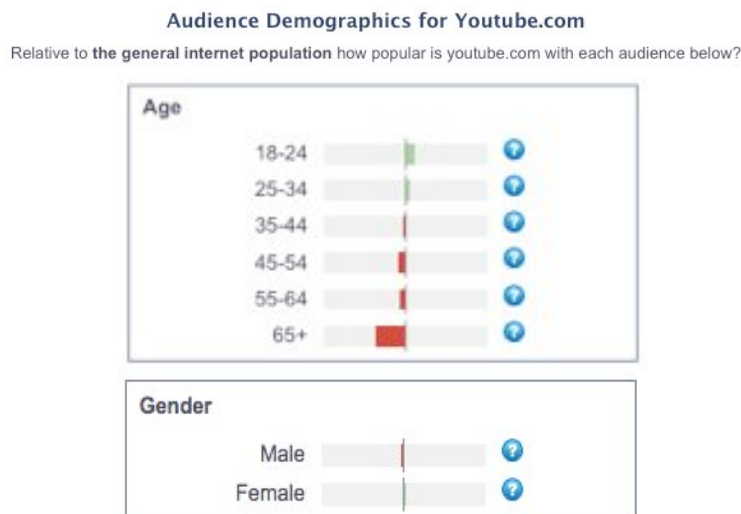 Audience Demographics for Youtube.com
Relative to the general internet population how popular is youtube.com with each audience below?
Age
18-24 ?
25-34 ?
35-44 ?
45-54 ?
55-64 ?
65+ ?
Gender
Male ?
Female ?